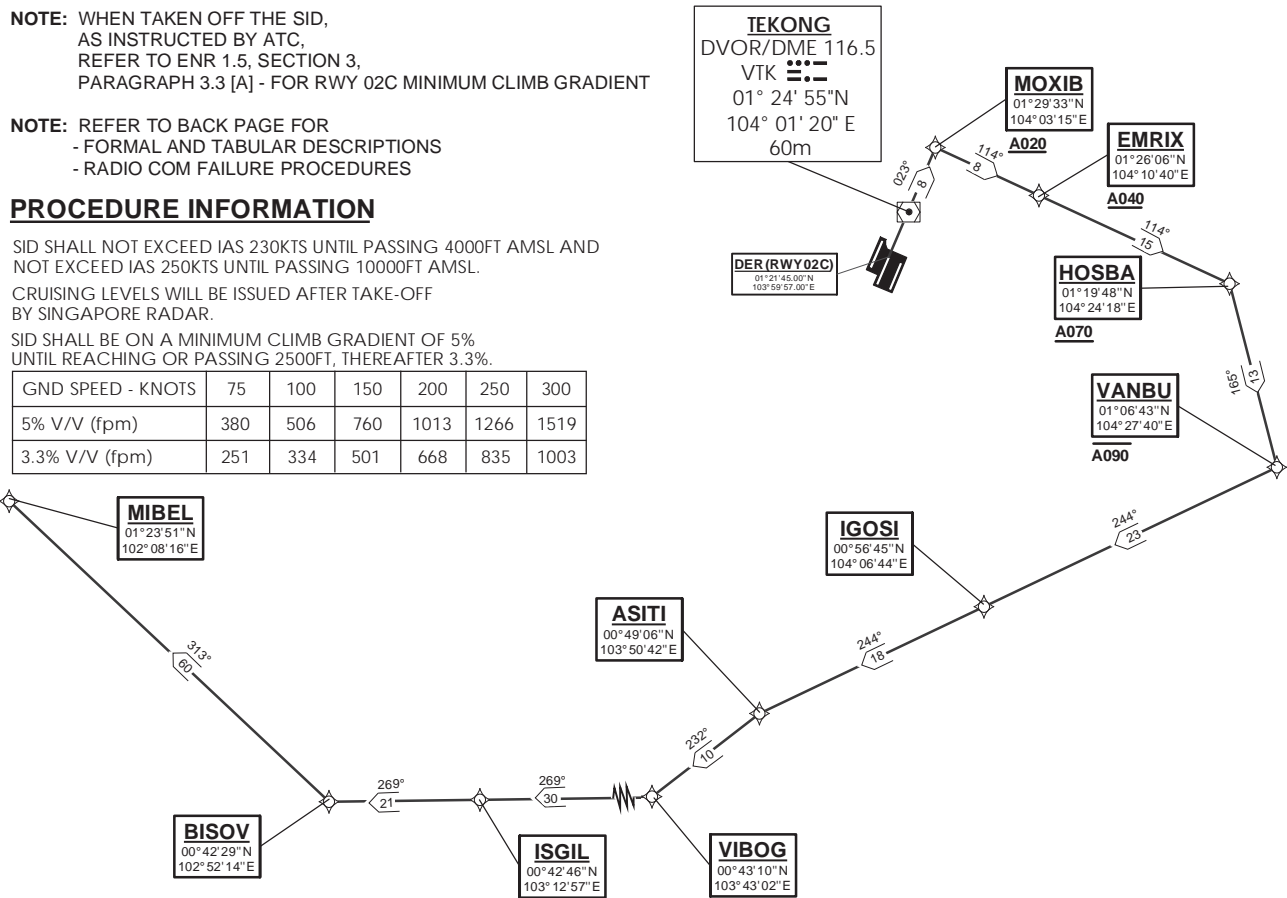 NOTE: WHEN TAKEN OFF THE SID,
AS INSTRUCTED BY ATC,
REFER TO ENR 1.5, SECTION 3,
PARAGRAPH 3.3 [A] - FOR RWY 02C MINIMUM CLIMB GRADIENT
NOTE: REFER TO BACK PAGE FOR
- FORMAL AND TABULAR DESCRIPTIONS
- RADIO COM FAILURE PROCEDURES
PROCEDURE INFORMATION
SID SHALL NOT EXCEED IAS 230KTS UNTIL PASSING 4000FT AMSL AND
NOT EXCEED IAS 250KTS UNTIL PASSING 10000FT AMSL.
CRUISING LEVELS WILL BE ISSUED AFTER TAKE-OFF
BY SINGAPORE RADAR.
SID SHALL BE ON A MINIMUM CLIMB GRADIENT OF 5%
UNTIL REACHING OR PASSING 2500FT, THEREAFTER 3.3%.
GND SPEED - KNOTS 75 100 150 200 250 300
5% V/V (fpm) 380 506 760 1013 1266 1519
3.3% V/V (fpm) 251 334 501 668 835 1003
TEKONG
DVOR/DME 116.5
VTK
01° 24' 55"N
104° 01' 20" E
60m
MOXIB
01°29'33"N
104°03'15"E
A020
EMRIX
01°26'06"N
104°10'40"E
A040
023°
8
114°
8
114°
15
DER(RWY02C)
01°21'45.00"N
103°59'57.00"E
HOSBA
01°19'48"N
104°24'18"E
A070
165°
13
VANBU
01°06'43"N
104°27'40"E
A090
244°
23
IGOSI
00°56'45"N
104°06'44"E
244°
18
ASITI
00°49'06"N
103°50'42"E
232°
10
VIBOG
00°43'10"N
103°43'02"E
269°
30
ISGIL
00°42'46"N
103°12'57"E
269°
21
BISOV
00°42'29"N
102°52'14"E
313°
60
MIBEL
01°23'51"N
102°08'16"E